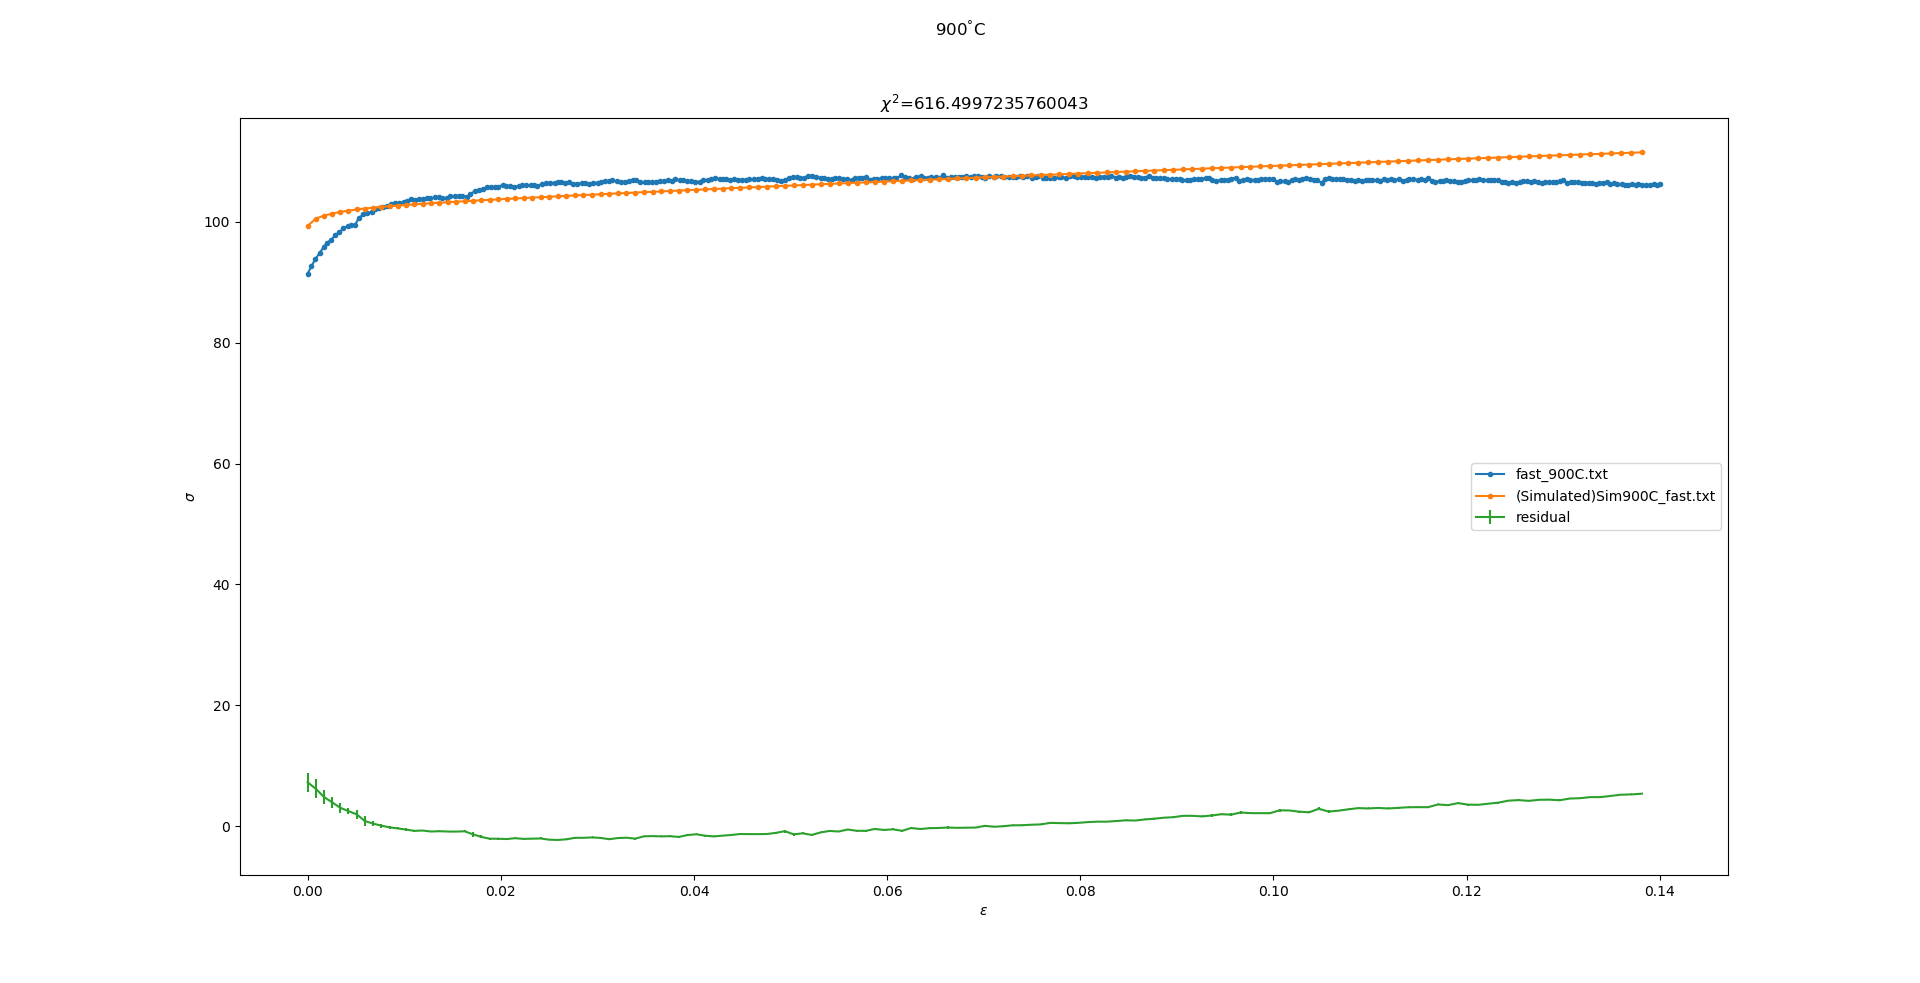 900°C
χ²=616.4997235760043
σ
100
80
60
40
20
0
fast_900C.txt
(Simulated)Sim900C_fast.txt
residual
0.00 0.02 0.04 0.06 0.08 0.10 0.12 0.14
ε